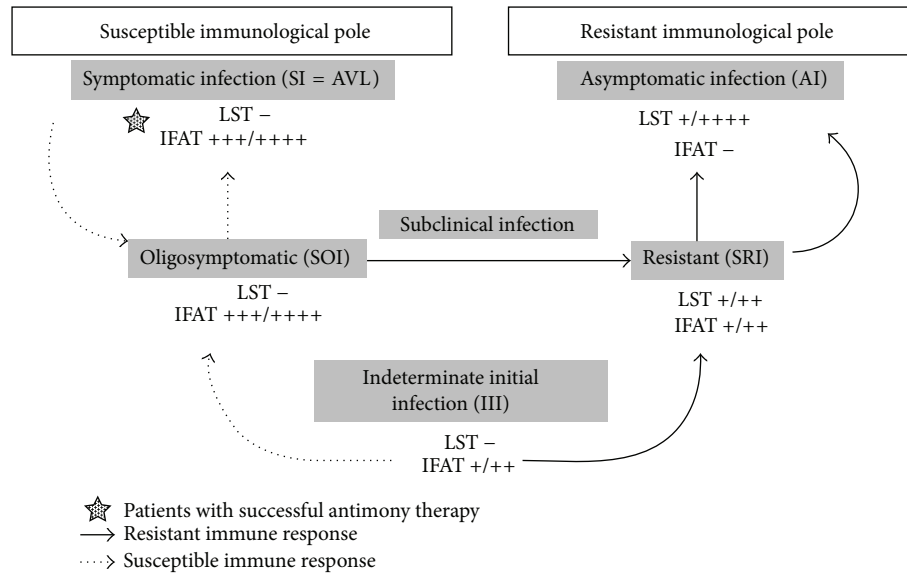 Susceptible immunological pole
Resistant immunological pole
Symptomatic infection (SI = AVL)
LST −
IFAT +++/++++
Asymptomatic infection (AI)
LST +/++++
IFAT −
Subclinical infection
Oligosymptomatic (SOI)
LST −
IFAT +++/++++
Resistant (SRI)
LST +/++
IFAT +/++
Indeterminate initial
infection (III)
LST −
IFAT +/++
Patients with successful antimony therapy
Resistant immune response
Susceptible immune response